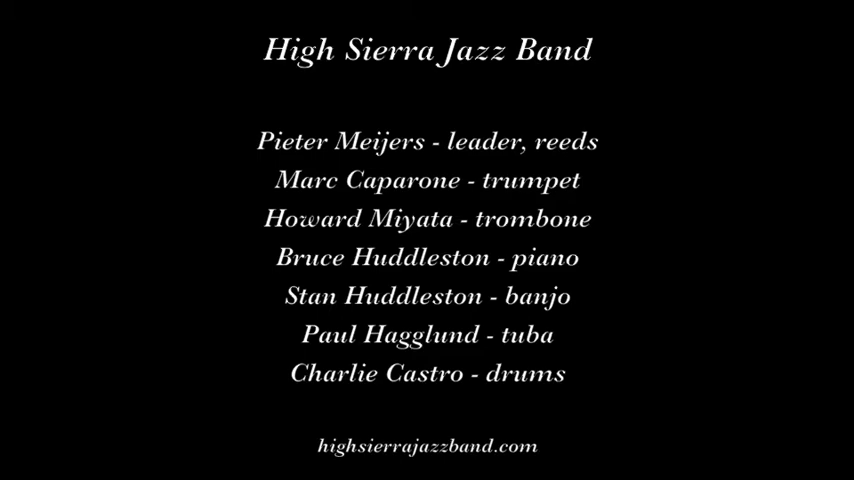 High Sierra Jazz Band
Pieter Meijers - leader, reeds
Marc Caparone - trumpet
Howard Miyata - trombone
Bruce Huddleston - piano
Stan Huddleston - banjo
Paul Hagglund - tuba
Charlie Castro - drums
highsierrajazzband.com